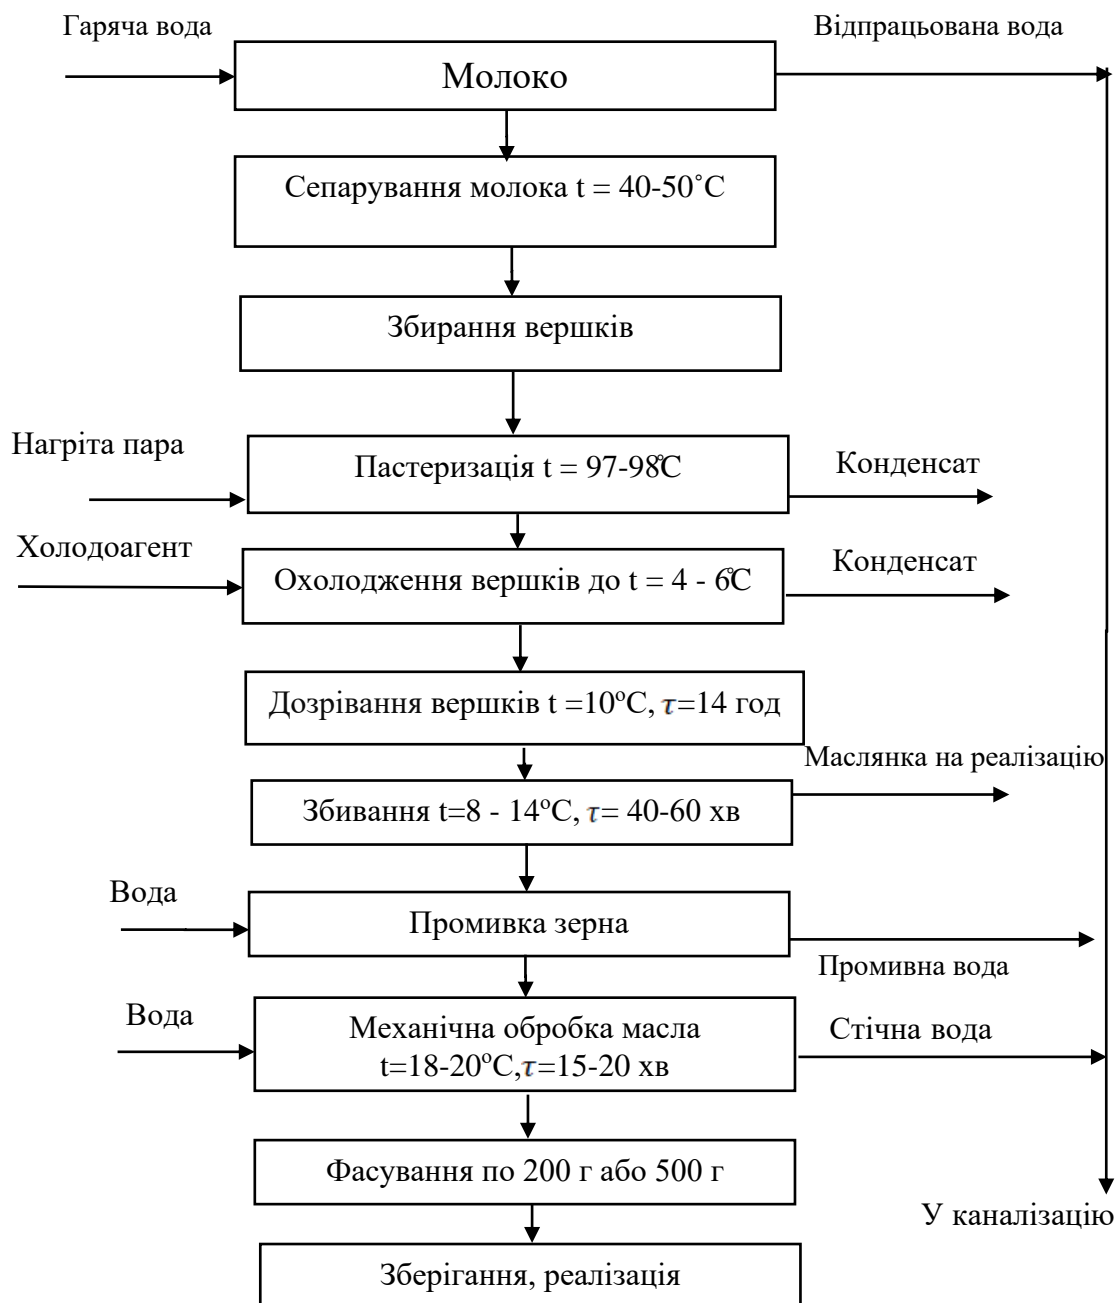 Гаряча вода
Відпрацьована вода
Молоко
Сепарування молока t = 40-50˚С
Збирання вершків
Нагріта пара
Пастеризація t = 97-98℃
Конденсат
Холодоагент
Охолодження вершків до t = 4 - 6℃
Конденсат
Дозрівання вершків t =10ºС, τ=14 год
Маслянка на реалізацію
Збивання t=8 - 14ºС, τ= 40-60 хв
Вода
Промивка зерна
Промивна вода
Вода
Механічна обробка масла
t=18-20ºС,τ=15-20 хв
Стічна вода
Фасування по 200 г або 500 г
У каналізацію
Зберігання, реалізація